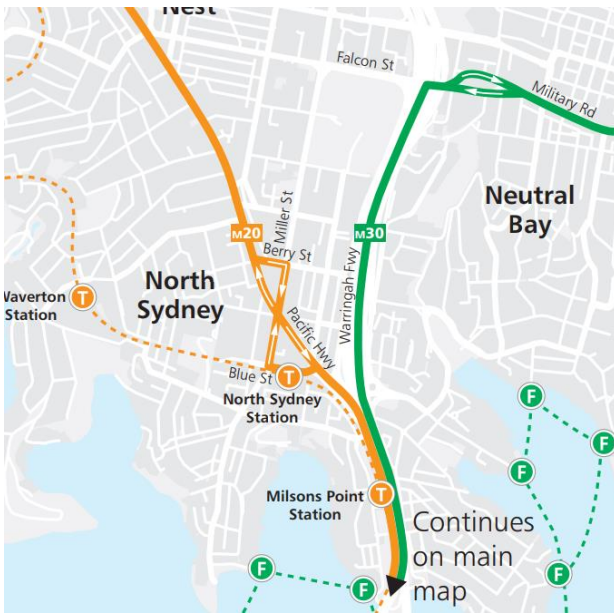 Nest
Falcon St
Military Rd
Neutral
Bay
Miller St
M20
M30
Berry St
Warringah Fwy
North
Sydney
Waverton
Station
T
Pacific Hwy
Blue St
T
North Sydney
Station
F
F
F
Milsons Point
Station
T
Continues
on main
map
F
F
F